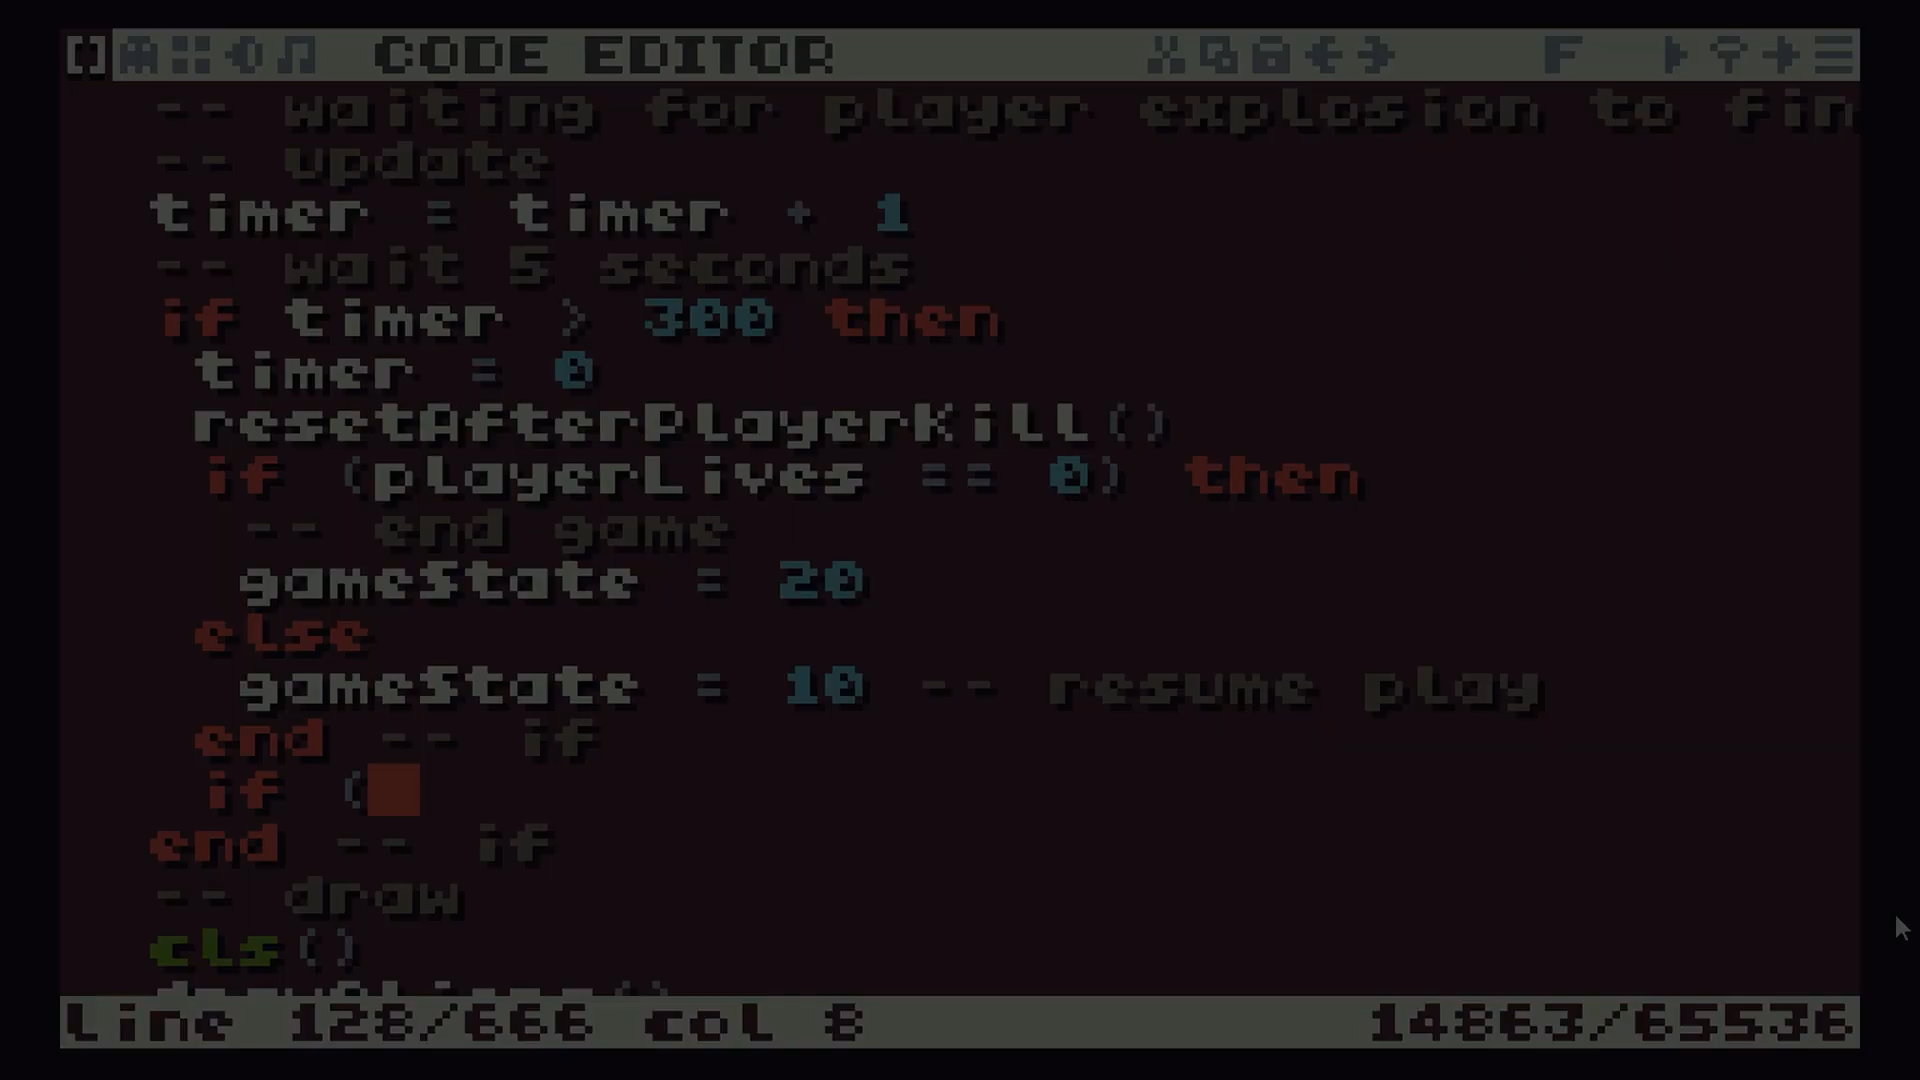 CODE EDITOR F
-- waiting for player explosion to fin
-- update
timer = timer + 1
-- wait 5 seconds
if timer > 300 then
timer = 0
resetAfterPlayerKill()
if (playerLives == 0) then
-- end game
gameState = 20
else
gameState = 10 -- resume play
end -- if
if (
end -- if
-- draw
cls()
line 128/666 col 8
14863/65536